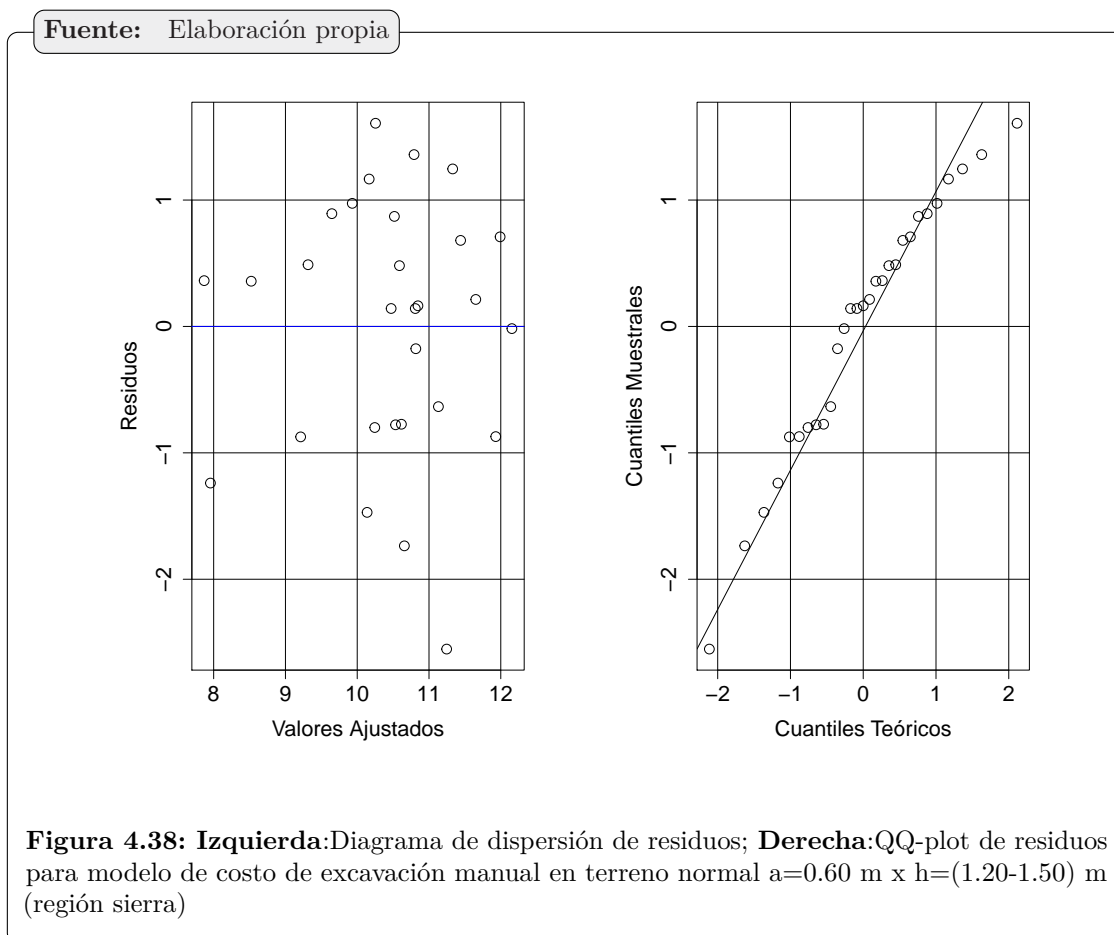 Fuente: Elaboración propia
Residuos
1
0
−1
−2
8 9 10 11 12
Valores Ajustados
Cuantiles Muestrales
1
0
−1
−2
−2 −1 0 1 2
Cuantiles Teóricos
Figura 4.38: Izquierda:Diagrama de dispersión de residuos; Derecha:QQ-plot de residuos
para modelo de costo de excavación manual en terreno normal a=0.60 m x h=(1.20-1.50) m
(región sierra)